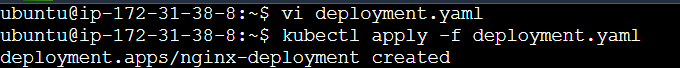 ubuntu@ip-172-31-38-8:~$ vi deployment.yaml
ubuntu@ip-172-31-38-8:~$ kubectl apply -f deployment.yaml
deployment.apps/nginx-deployment created